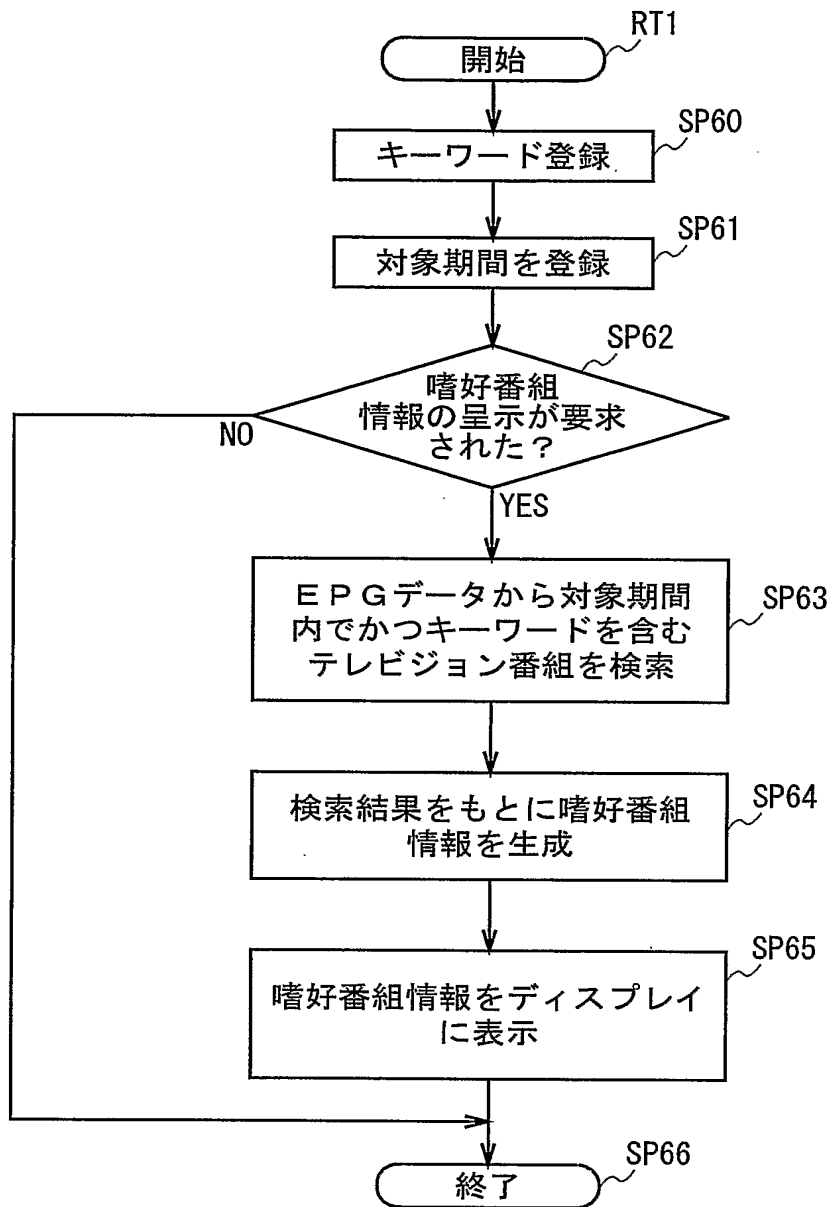 RT1
開始
SP60
キーワード登録
SP61
対象期間を登録
SP62
嗜好番組
情報の呈示が要求
された?
NO
YES
SP63
EPGデータから対象期間
内でかつキーワードを含む
テレビジョン番組を検索
SP64
検索結果をもとに嗜好番組
情報を生成
SP65
嗜好番組情報をディスプレイ
に表示
SP66
終了